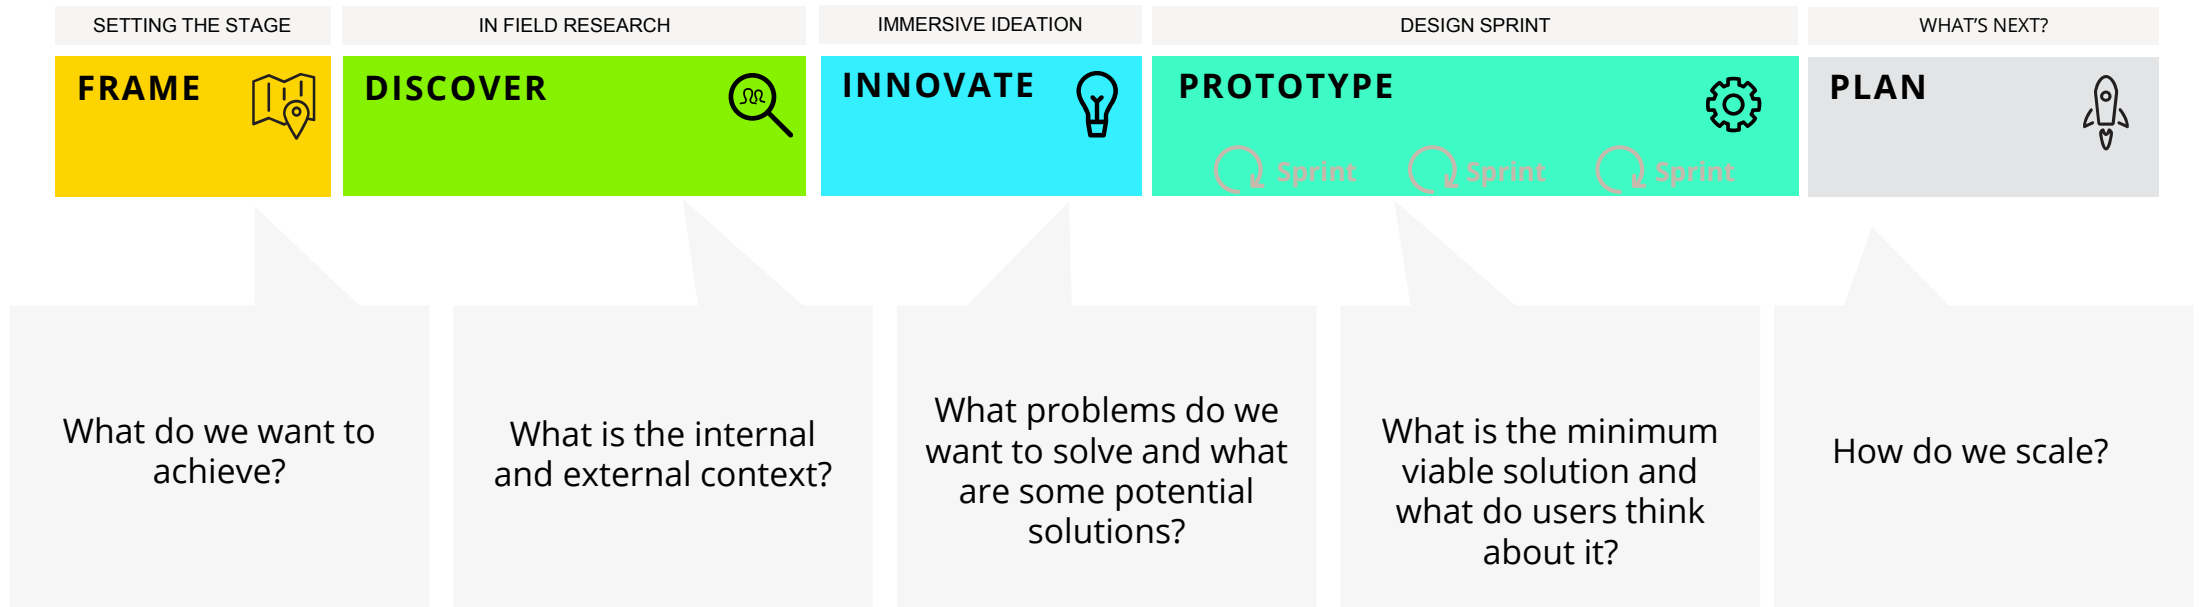 SETTING THE STAGE
IN FIELD RESEARCH
IMMERSIVE IDEATION
DESIGN SPRINT
WHAT'S NEXT?
FRAME
DISCOVER
INNOVATE
PROTOTYPE
PLAN
Sprint
Sprint
Sprint
What do we want to
achieve?
What is the internal
and external context?
What problems do we
want to solve and what
are some potential
solutions?
What is the minimum
viable solution and
what do users think
about it?
How do we scale?